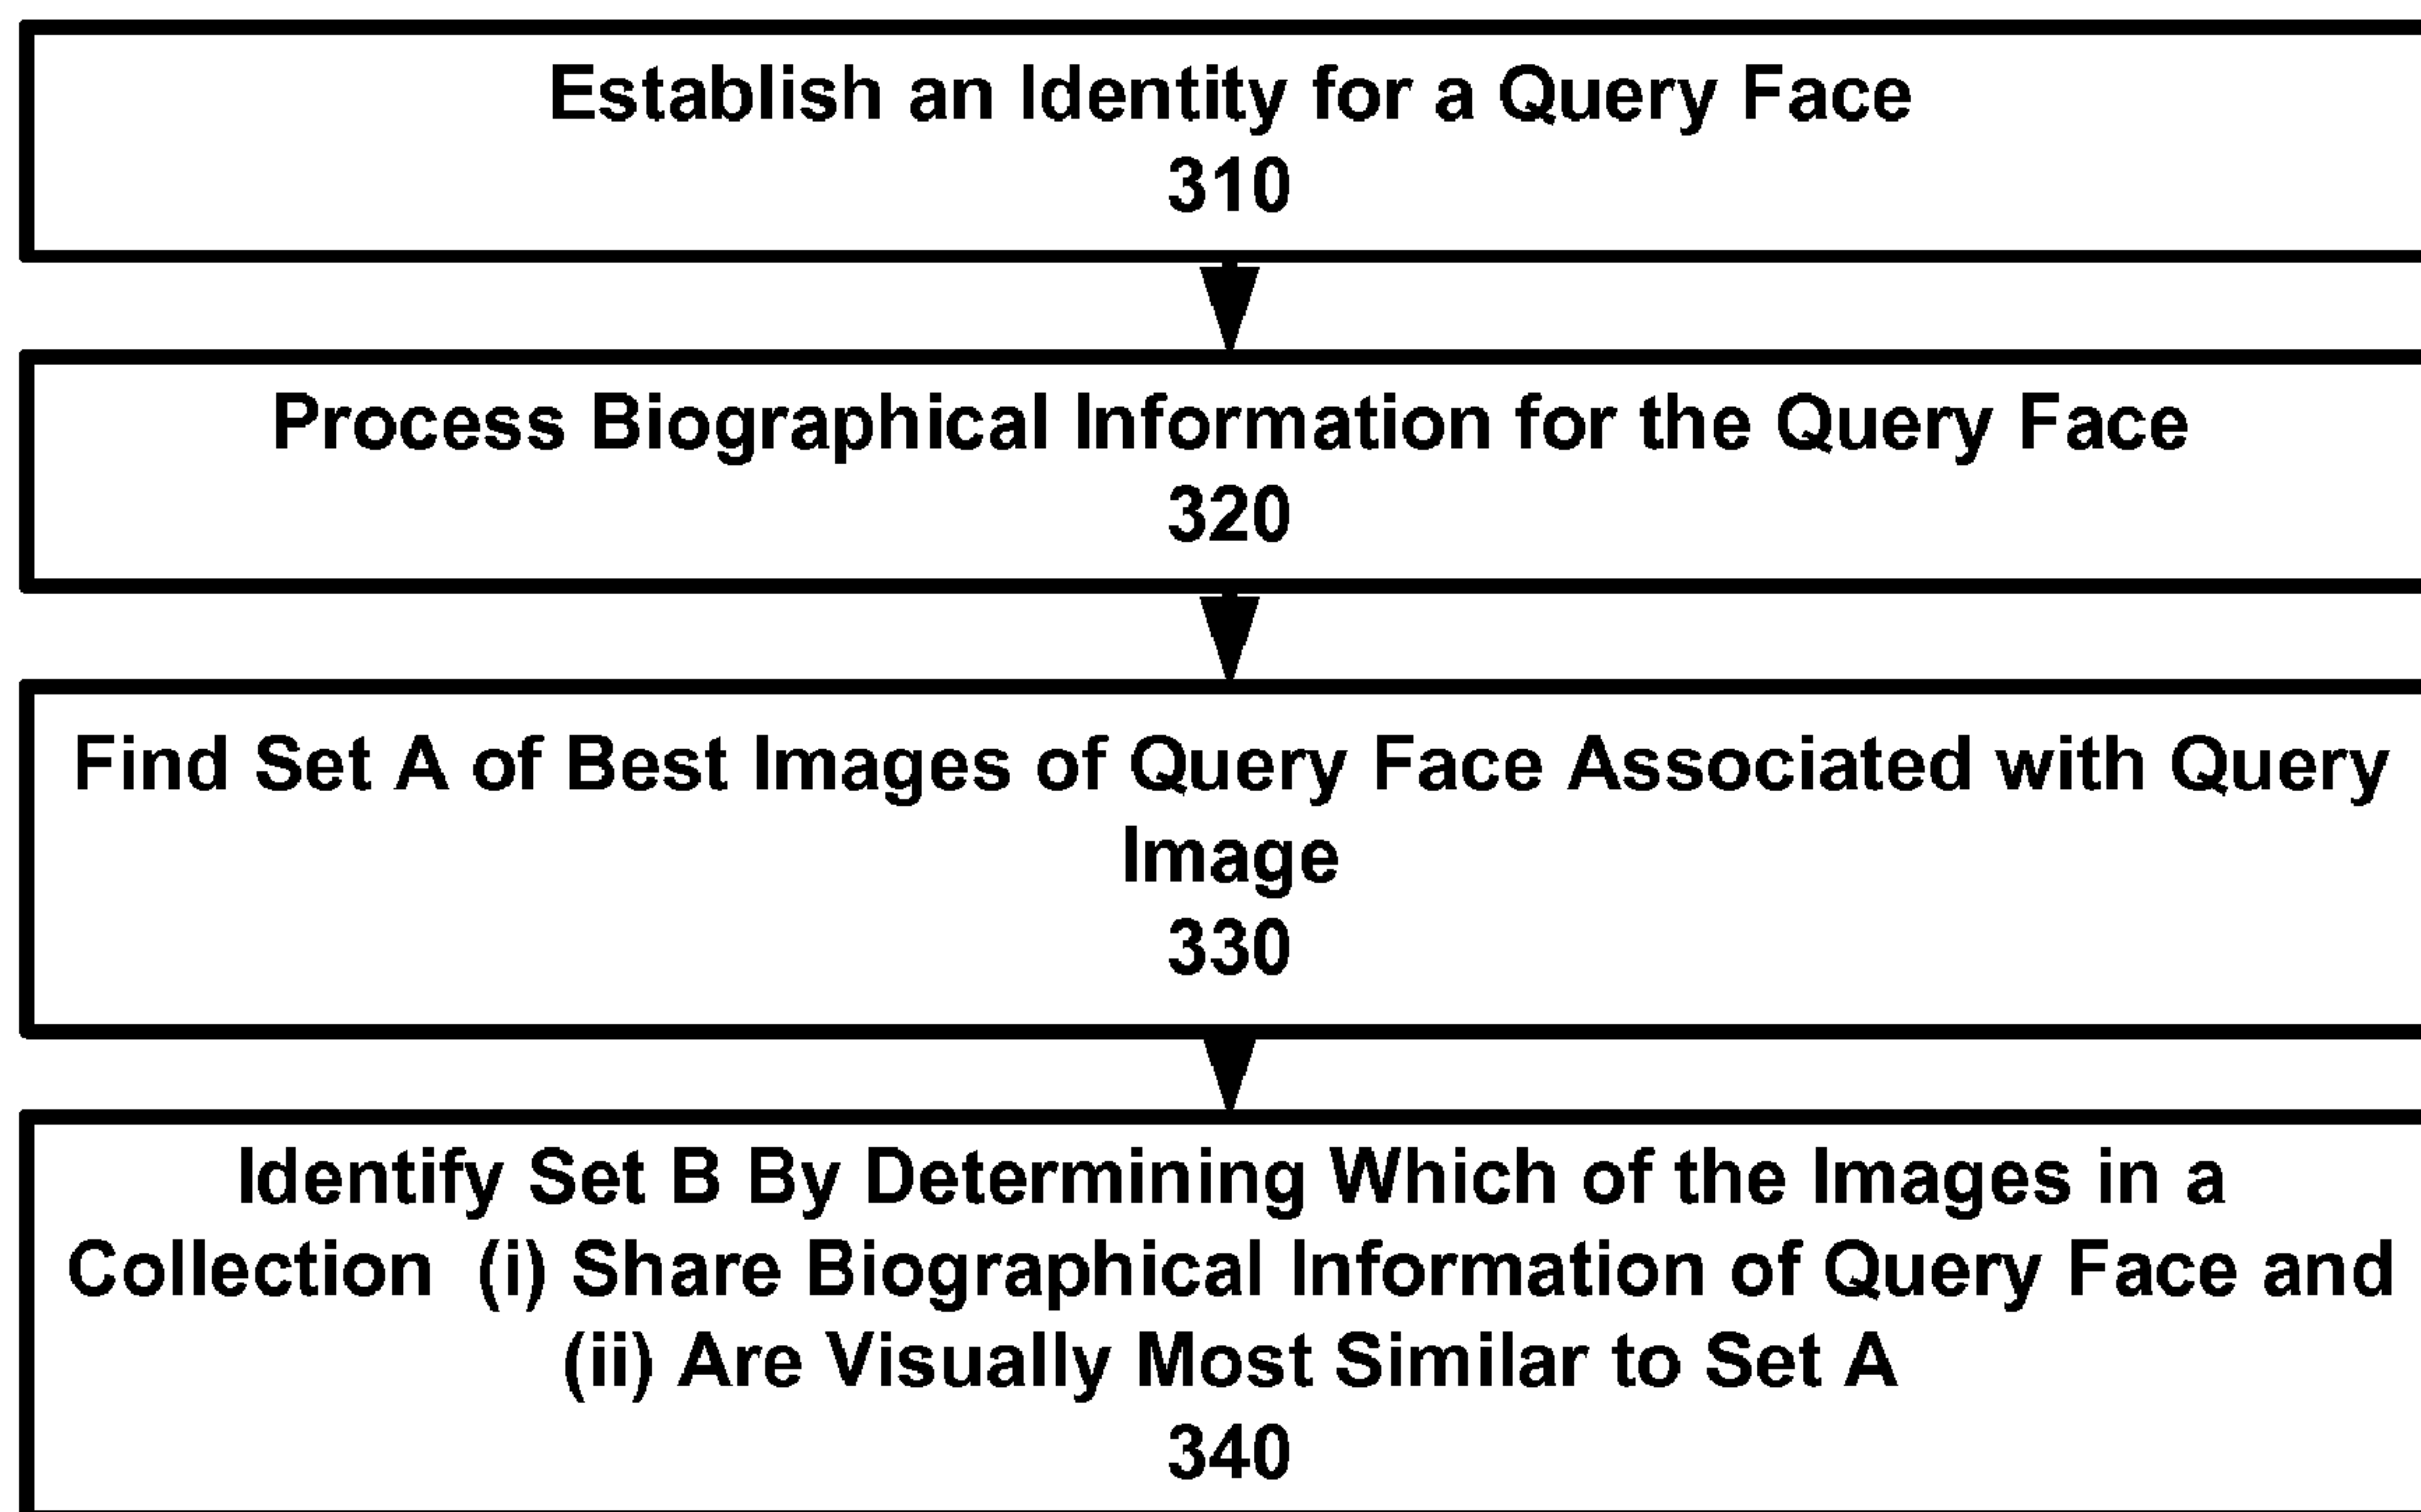 Establish an Identity for a Query Face
310
Process Biographical Information for the Query Face
320
Find Set A of Best Images of Query Face Associated with Query
Image
330
Identify Set B By Determining Which of the Images in a
Collection (i) Share Biographical Information of Query Face and
(ii) Are Visually Most Similar to Set A
340